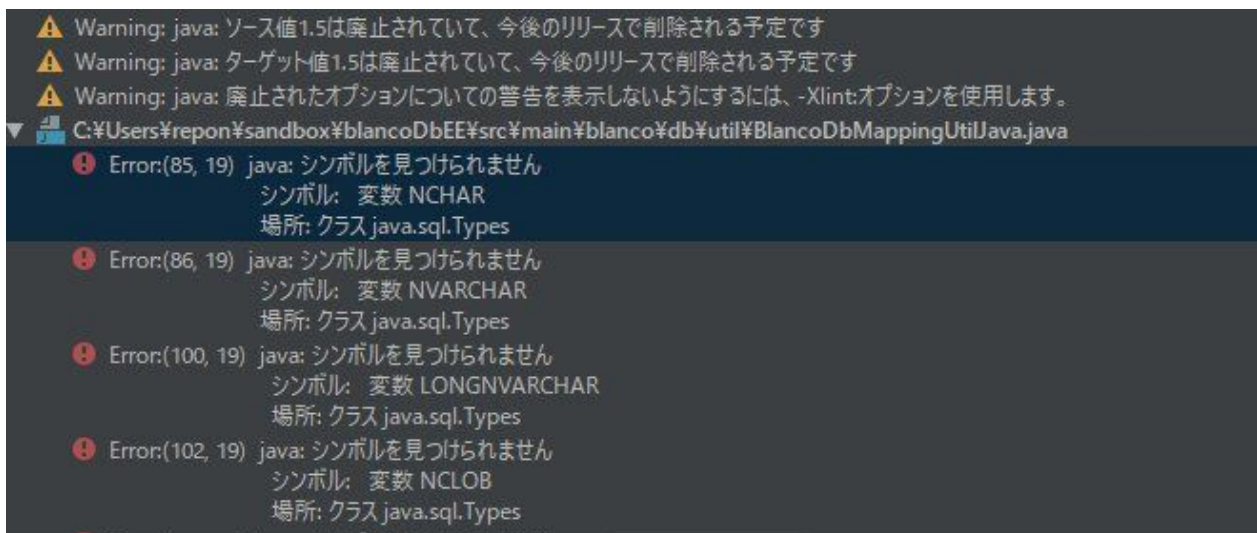 Warning: java: ソース値1.5は廃止されていて、今後のリリースで削除される予定です
Warning: java: ターゲット値1.5は廃止されていて、今後のリリースで削除される予定です
Warning: java: 廃止されたオプションについての警告を表示しないようにするには、-Xlint:オプションを使用します。
C:¥Users¥repon¥sandbox¥blancoDbEE¥src¥main¥blanco¥db¥util¥BlancoDbMappingUtilJava.java
Error:(85, 19) java: シンボルを見つけられません
シンボル: 変数 NCHAR
場所: クラス java.sql.Types
Error:(86, 19) java: シンボルを見つけられません
シンボル: 変数 NVARCHAR
場所: クラス java.sql.Types
Error:(100, 19) java: シンボルを見つけられません
シンボル: 変数 LONGNVARCHAR
場所: クラス java.sql.Types
Error:(102, 19) java: シンボルを見つけられません
シンボル: 変数 NCLOB
場所: クラス java.sql.Types